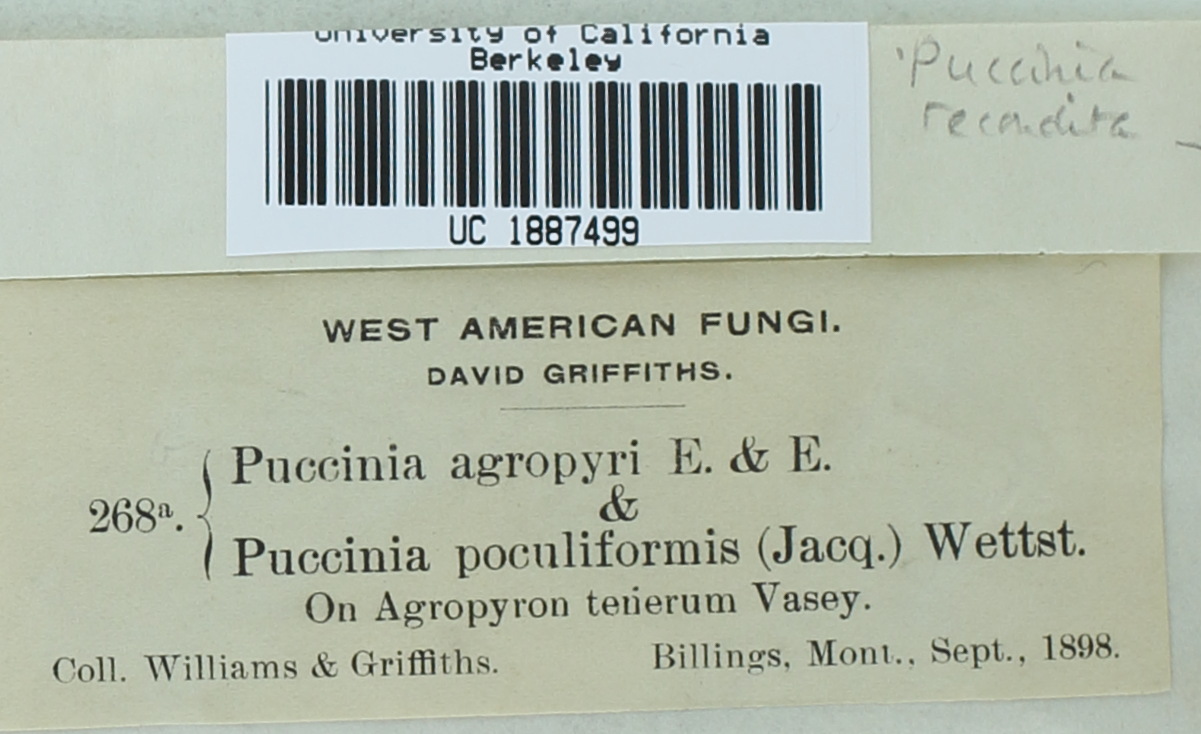 University of California
Berkeley
UC 1887499
Puccinia
recondita
WEST AMERICAN FUNGI.
DAVID GRIFFITHS.
268a. { Puccinia agropyri E. & E.
&
Puccinia poculiformis (Jacq.) Wettst.
On Agropyron tenerum Vasey.
Coll. Williams & Griffiths. Billings, Mont., Sept., 1898.